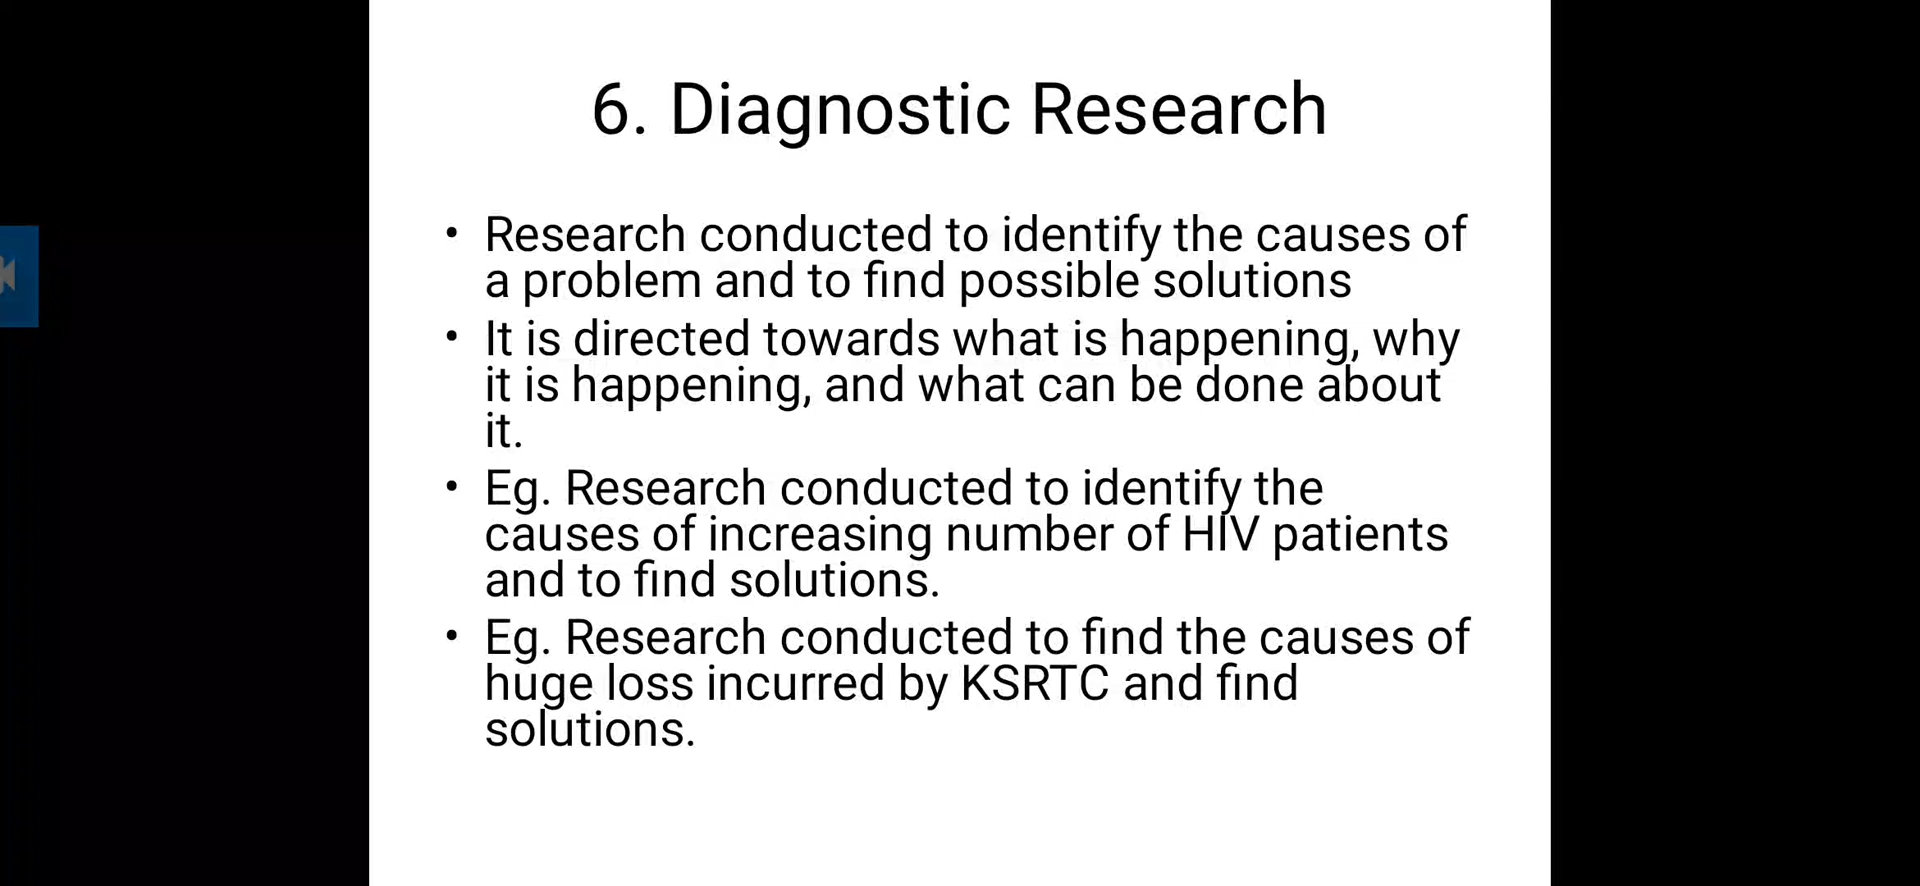 6. Diagnostic Research
• Research conducted to identify the causes of
a problem and to find possible solutions
• It is directed towards what is happening, why
it is happening, and what can be done about
it.
• Eg. Research conducted to identify the
causes of increasing number of HIV patients
and to find solutions.
• Eg. Research conducted to find the causes of
huge loss incurred by KSRTC and find
solutions.